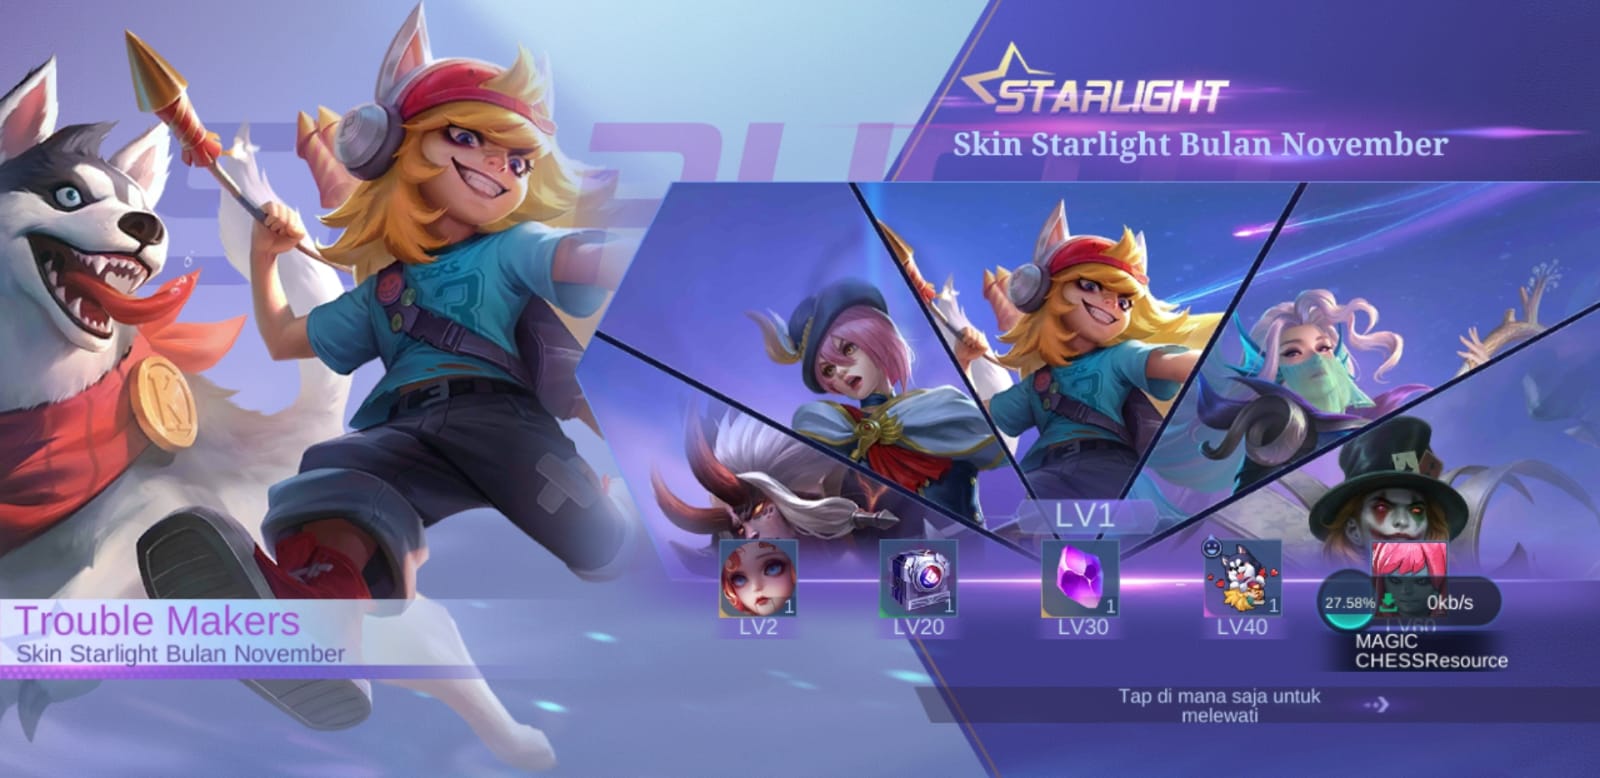 STARLIGHT
Skin Starlight Bulan November
LV1
1
1
1
1
LV2
LV20
LV30
LV40
LV60
27.58%
0kb/s
MAGIC
CHESSResource
Trouble Makers
Skin Starlight Bulan November
Tap di mana saja untuk
melewati